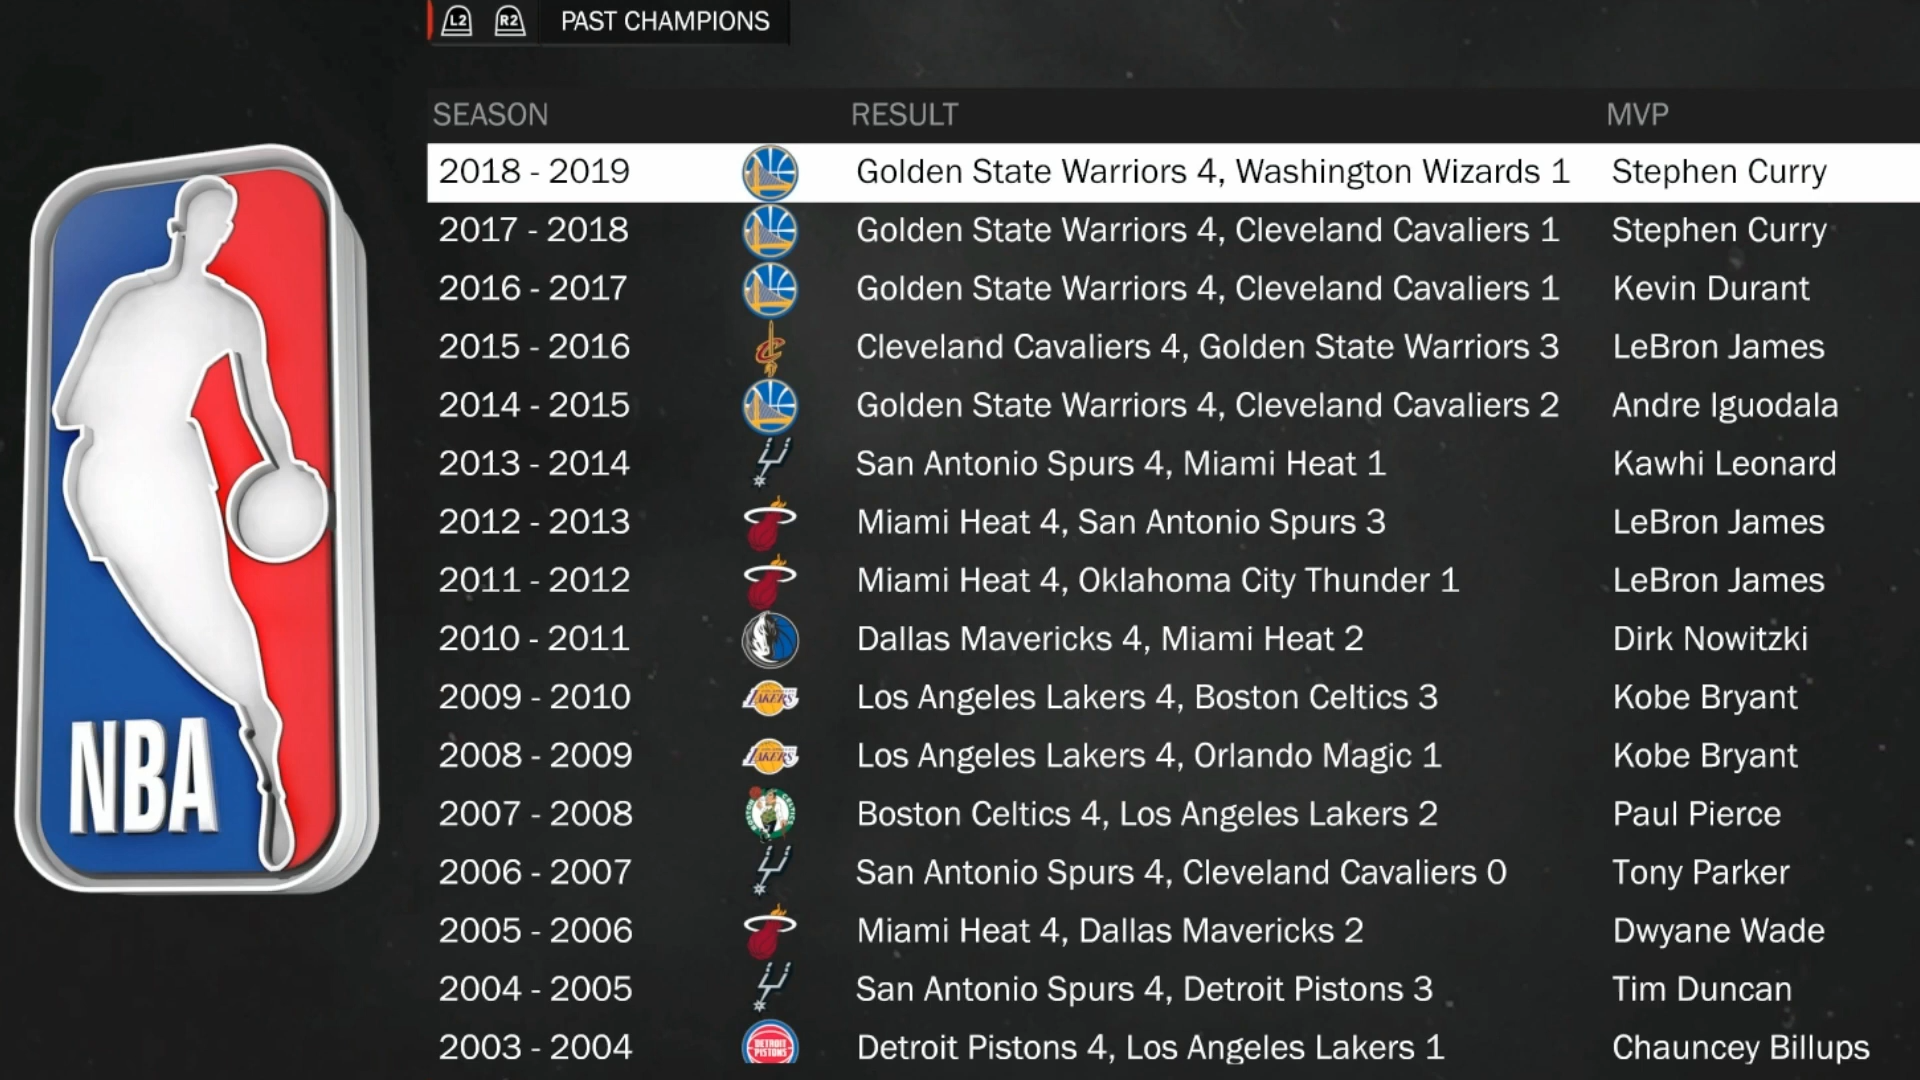 L2 R2 PAST CHAMPIONS
SEASON RESULT MVP
2018 - 2019 Golden State Warriors 4, Washington Wizards 1 Stephen Curry
2017 - 2018 Golden State Warriors 4, Cleveland Cavaliers 1 Stephen Curry
2016 - 2017 Golden State Warriors 4, Cleveland Cavaliers 1 Kevin Durant
2015 - 2016 Cleveland Cavaliers 4, Golden State Warriors 3 LeBron James
2014 - 2015 Golden State Warriors 4, Cleveland Cavaliers 2 Andre Iguodala
2013 - 2014 San Antonio Spurs 4, Miami Heat 1 Kawhi Leonard
2012 - 2013 Miami Heat 4, San Antonio Spurs 3 LeBron James
2011 - 2012 Miami Heat 4, Oklahoma City Thunder 1 LeBron James
2010 - 2011 Dallas Mavericks 4, Miami Heat 2 Dirk Nowitzki
2009 - 2010 LAKERS Los Angeles Lakers 4, Boston Celtics 3 Kobe Bryant
2008 - 2009 LAKERS Los Angeles Lakers 4, Orlando Magic 1 Kobe Bryant
2007 - 2008 BOSTON CELTICS Boston Celtics 4, Los Angeles Lakers 2 Paul Pierce
2006 - 2007 San Antonio Spurs 4, Cleveland Cavaliers 0 Tony Parker
2005 - 2006 Miami Heat 4, Dallas Mavericks 2 Dwyane Wade
2004 - 2005 San Antonio Spurs 4, Detroit Pistons 3 Tim Duncan
2003 - 2004 DETROIT PISTONS Detroit Pistons 4, Los Angeles Lakers 1 Chauncey Billups
NBA